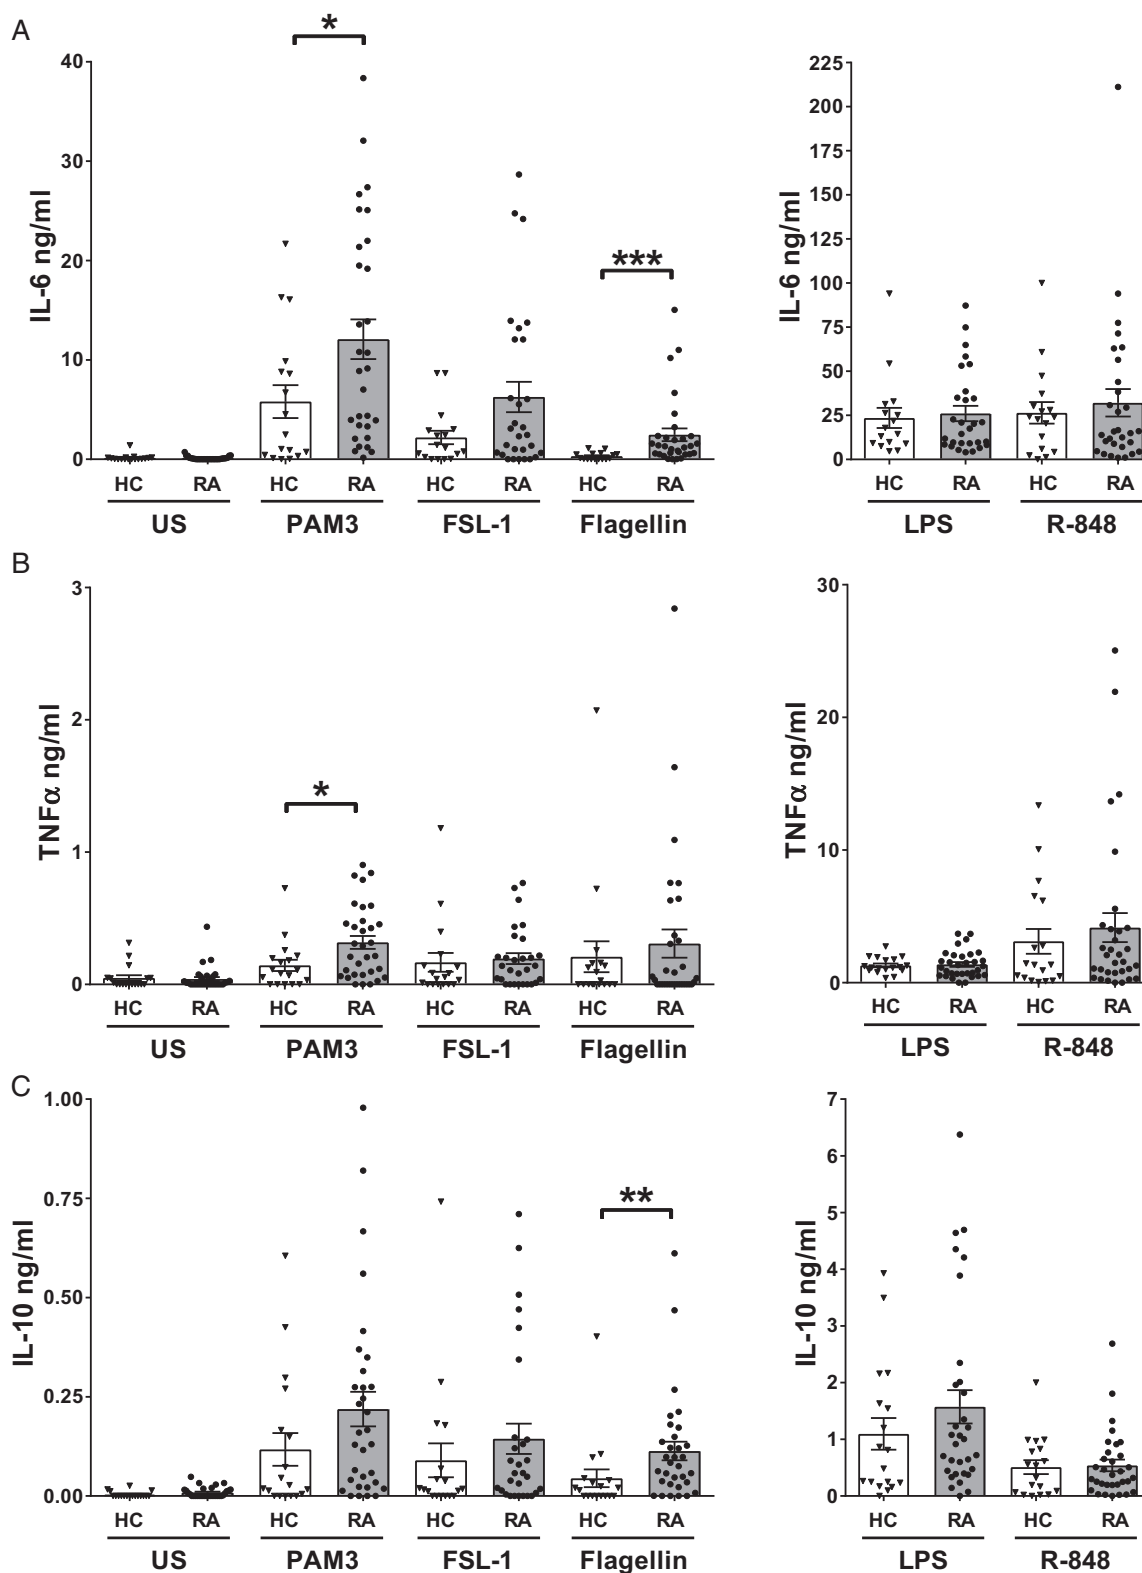 A
*
***
IL-6 ng/ml
40
30
20
10
0
HC RA HC RA HC RA HC RA
US PAM3 FSL-1 Flagellin
IL-6 ng/ml
225
200
175
150
125
100
75
50
25
0
HC RA HC RA
LPS R-848
B
*
TNFα ng/ml
3
2
1
0
HC RA HC RA HC RA HC RA
US PAM3 FSL-1 Flagellin
TNFα ng/ml
30
20
10
0
HC RA HC RA
LPS R-848
C
**
IL-10 ng/ml
1.00
0.75
0.50
0.25
0.00
HC RA HC RA HC RA HC RA
US PAM3 FSL-1 Flagellin
IL-10 ng/ml
7
6
5
4
3
2
1
0
HC RA HC RA
LPS R-848